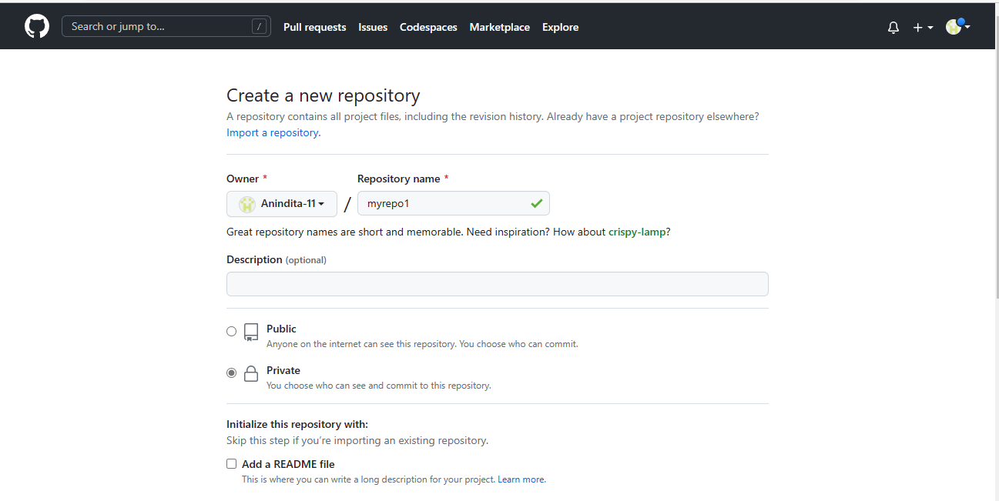 Search or jump to... / Pull requests Issues Codespaces Marketplace Explore
Create a new repository
A repository contains all project files, including the revision history. Already have a project repository elsewhere?
Import a repository.
Owner * Repository name *
Anindita-11 / myrepo1
Great repository names are short and memorable. Need inspiration? How about crispy-lamp?
Description (optional)
Public
Anyone on the internet can see this repository. You choose who can commit.
Private
You choose who can see and commit to this repository.
Initialize this repository with:
Skip this step if you're importing an existing repository.
Add a README file
This is where you can write a long description for your project. Learn more.